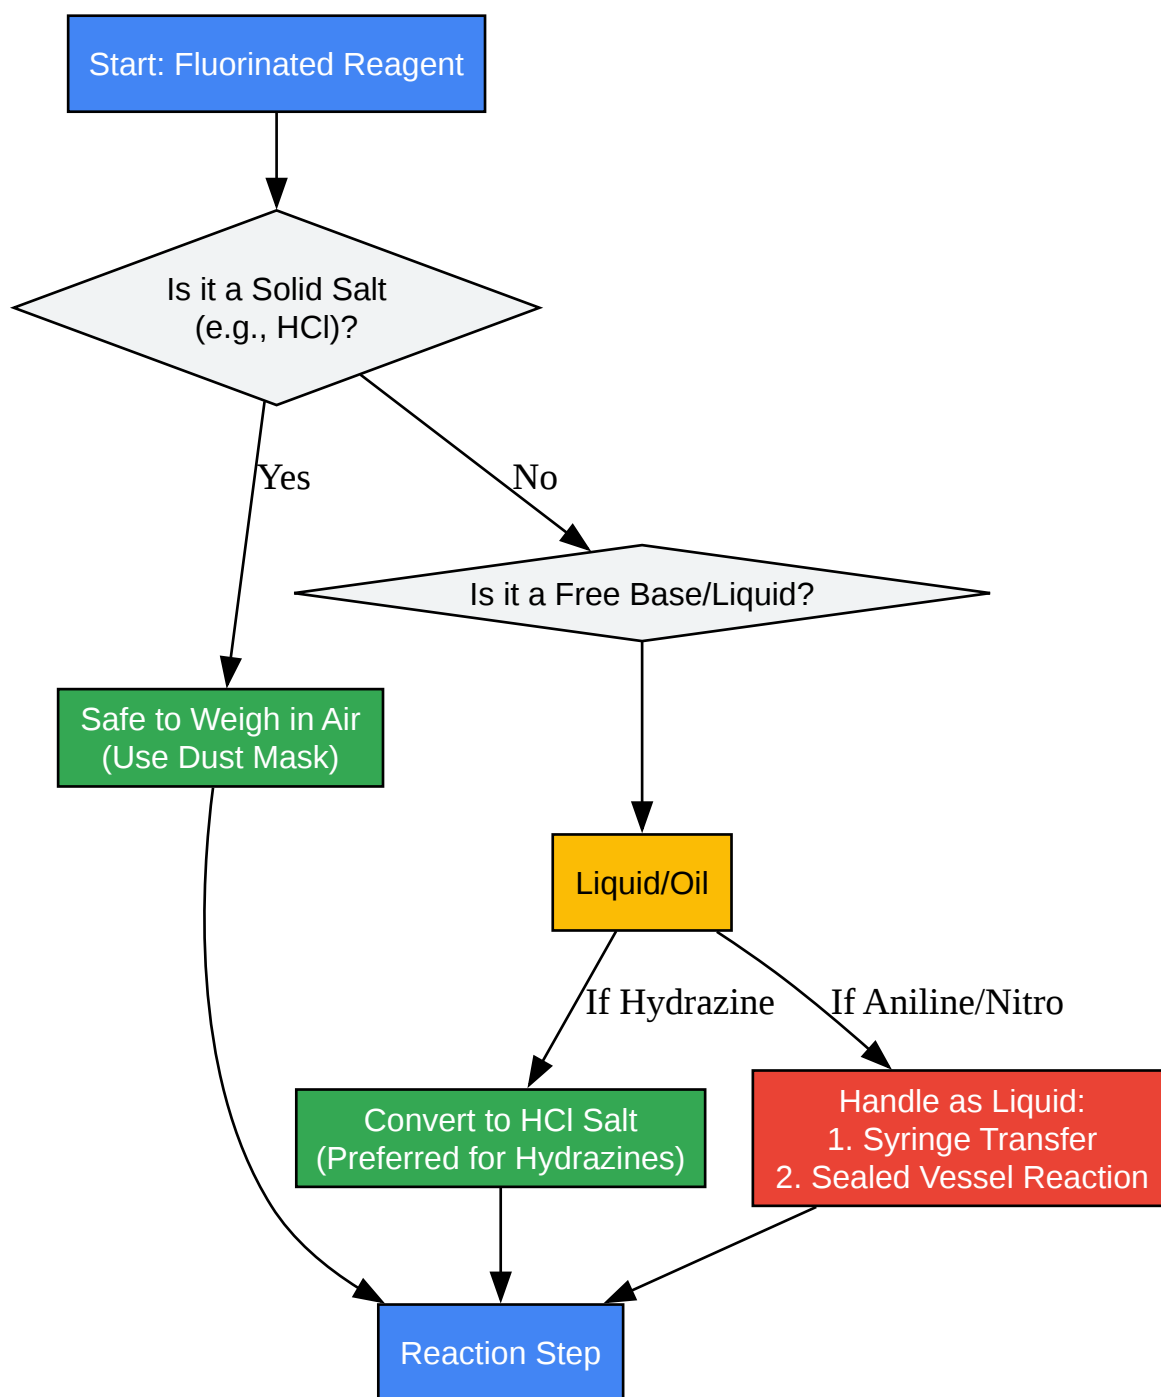 Start: Fluorinated Reagent
Is it a Solid Salt
(e.g., HCl)?
Yes
No
Is it a Free Base/Liquid?
Safe to Weigh in Air
(Use Dust Mask)
Liquid/Oil
If Hydrazine
If Aniline/Nitro
Convert to HCl Salt
(Preferred for Hydrazines)
Handle as Liquid:
1. Syringe Transfer
2. Sealed Vessel Reaction
Reaction Step